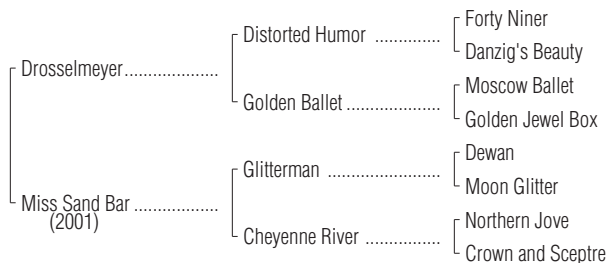 Forty Niner
Distorted Humor ...............
Danzig's Beauty
Drosselmeyer.....................
Moscow Ballet
Golden Ballet .....................
Golden Jewel Box
Dewan
Glitterman .........................
Moon Glitter
Miss Sand Bar ...................
(2001)
Northern Jove
Cheyenne River .................
Crown and Sceptre